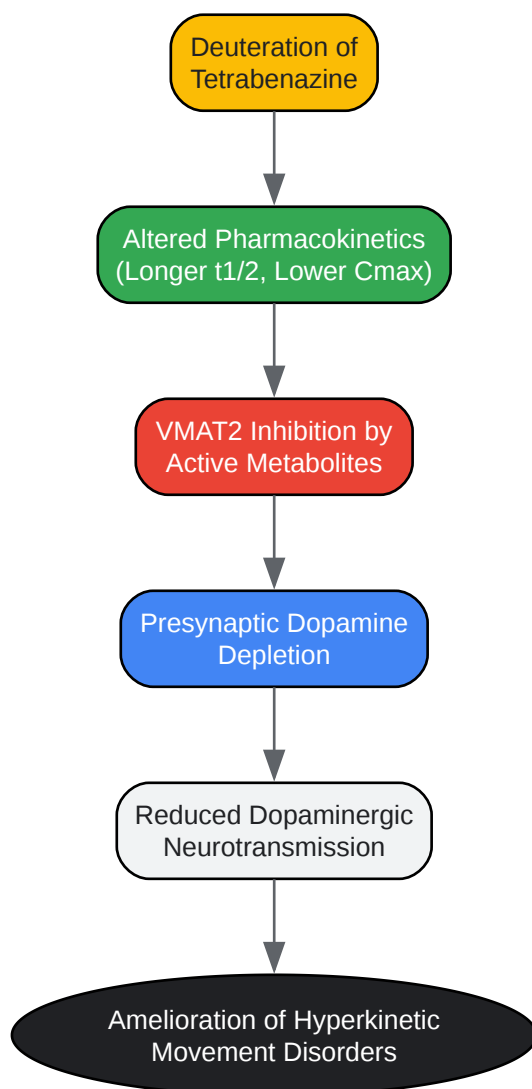 Deuteration of
Tetrabenazine
Altered Pharmacokinetics
(Longer t1/2, Lower Cmax)
VMAT2 Inhibition by
Active Metabolites
Presynaptic Dopamine
Depletion
Reduced Dopaminergic
Neurotransmission
Amelioration of Hyperkinetic
Movement Disorders